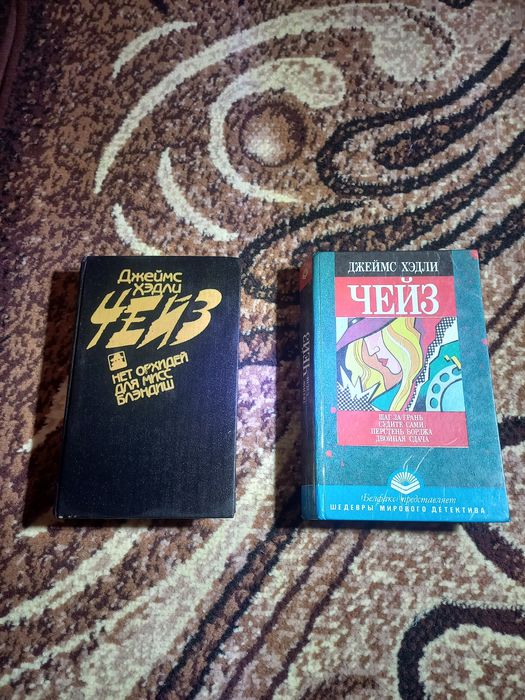 Джеймс
Хэдли
ЧЕЙЗ
НЕТ ОРХИДЕЙ
ДЛЯ МИСС
БЛЭНДИШ
ДЖЕЙМС ХЭДЛИ
ЧЕЙЗ
ШАГ ЗА ГРАНЬ
СУДИТЕ САМИ
ПЕРСТЕНЬ БОРДЖА
ДВОЙНАЯ СДАЧА
«Белфакс» представляет
ШЕДЕВРЫ МИРОВОГО ДЕТЕКТИВА
ЧЕЙЗ